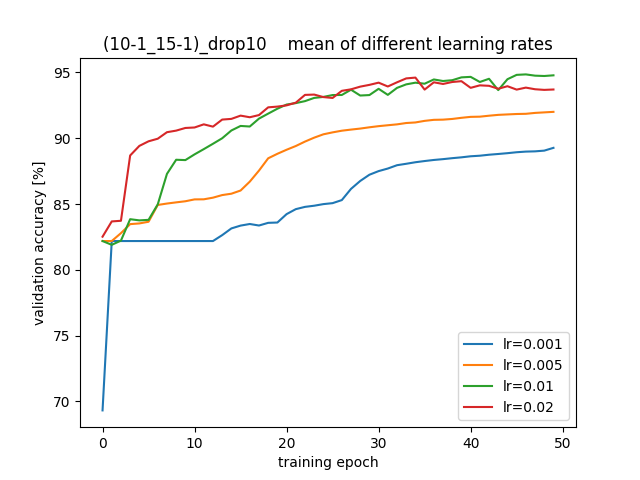 (10-1_15-1)_drop10    mean of different learning rates
validation accuracy [%]
95
90
85
80
75
70
0
10
20
30
40
50
training epoch
lr=0.001
lr=0.005
lr=0.01
lr=0.02